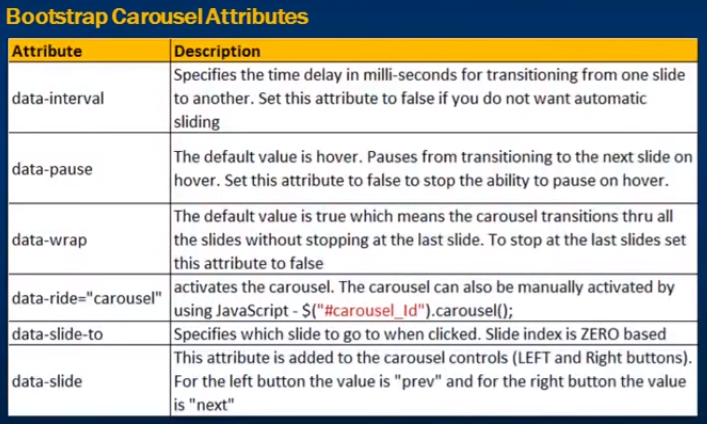 Bootstrap Carousel Attributes
Attribute Description
data-interval
Specifies the time delay in milli-seconds for transitioning from one slide
to another. Set this attribute to false if you do not want automatic
sliding
data-pause
The default value is hover. Pauses from transitioning to the next slide on
hover. Set this attribute to false to stop the ability to pause on hover.
data-wrap
The default value is true which means the carousel transitions thru all
the slides without stopping at the last slide. To stop at the last slides set
this attribute to false
data-ride="carousel"
activates the carousel. The carousel can also be manually activated by
using JavaScript - $("#carousel_Id").carousel();
data-slide-to
Specifies which slide to go to when clicked. Slide index is ZERO based
data-slide
This attribute is added to the carousel controls (LEFT and Right buttons).
For the left button the value is "prev" and for the right button the value
is "next"